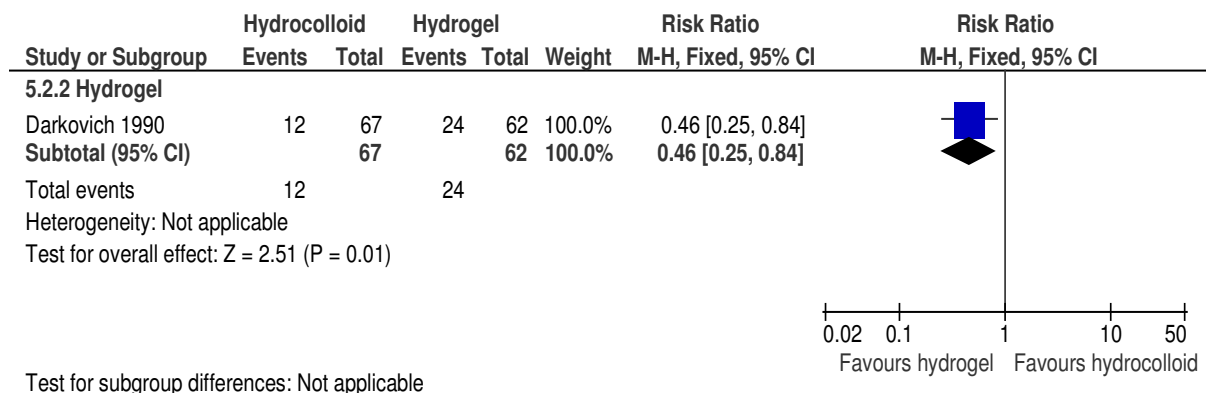 Hydrocolloid Hydrogel Risk Ratio Risk Ratio
Study or Subgroup Events Total Events Total Weight M-H, Fixed, 95% CI M-H, Fixed, 95% CI
5.2.2 Hydrogel
Darkovich 1990 12 67 24 62 100.0% 0.46 [0.25, 0.84]
Subtotal (95% CI) 67 62 100.0% 0.46 [0.25, 0.84]
Total events 12 24
Heterogeneity: Not applicable
Test for overall effect: Z = 2.51 (P = 0.01)
0.02 0.1 1 10 50
Favours hydrogel Favours hydrocolloid
Test for subgroup differences: Not applicable